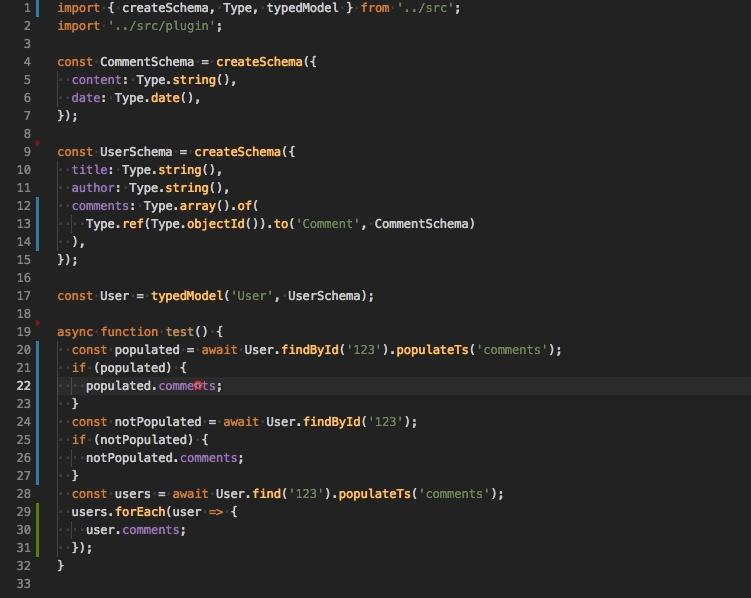 1 import { createSchema, Type, typedModel } from '../src';
2 import '../src/plugin';
3
4 const CommentSchema = createSchema({
5   content: Type.string(),
6   date: Type.date(),
7 });
8
9 const UserSchema = createSchema({
10   title: Type.string(),
11   author: Type.string(),
12   comments: Type.array().of(
13     Type.ref(Type.objectId()).to('Comment', CommentSchema)
14   ),
15 });
16
17 const User = typedModel('User', UserSchema);
18
19 async function test() {
20   const populated = await User.findById('123').populateTs('comments');
21   if (populated) {
22     populated.comments;
23   }
24   const notPopulated = await User.findById('123');
25   if (notPopulated) {
26     notPopulated.comments;
27   }
28   const users = await User.find('123').populateTs('comments');
29   users.forEach(user => {
30     user.comments;
31   });
32 }
33